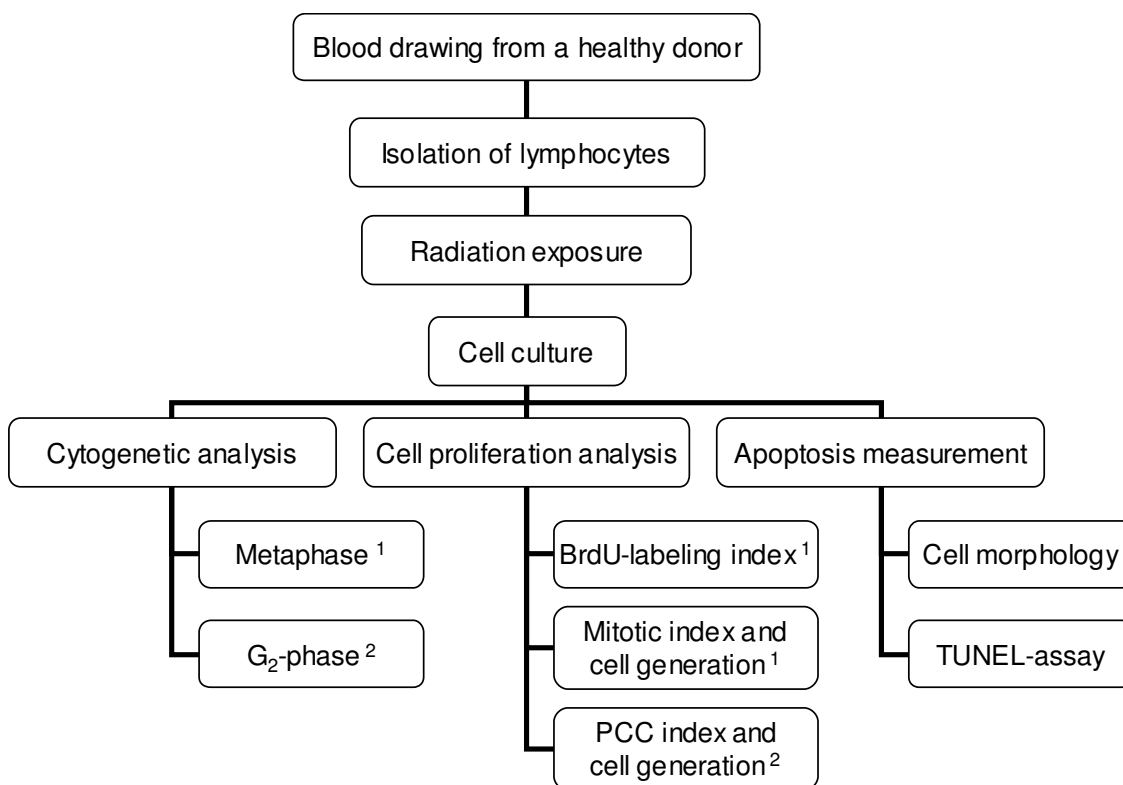 Blood drawing from a healthy donor
Isolation of lymphocytes
Radiation exposure
Cell culture
Cytogenetic analysis
Cell proliferation analysis
Apoptosis measurement
Metaphase ¹
BrdU-labeling index ¹
Cell morphology
G₂-phase ²
Mitotic index and
cell generation ¹
TUNEL-assay
PCC index and
cell generation ²